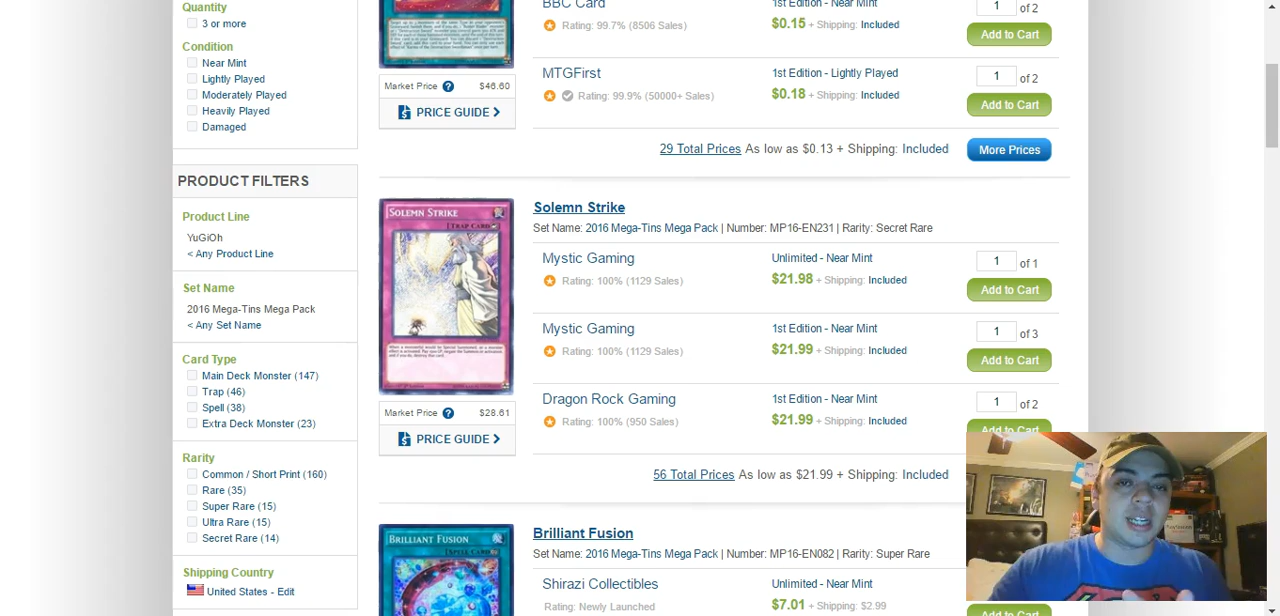 Quantity
3 or more
Condition
Near Mint
Lightly Played
Moderately Played
Heavily Played
Damaged
PRODUCT FILTERS
Product Line
YuGiOh
< Any Product Line
Set Name
2016 Mega-Tins Mega Pack
< Any Set Name
Card Type
Main Deck Monster (147)
Trap (46)
Spell (38)
Extra Deck Monster (23)
Rarity
Common / Short Print (160)
Rare (35)
Super Rare (15)
Ultra Rare (15)
Secret Rare (14)
Shipping Country
United States - Edit
Market Price ? $46.60
PRICE GUIDE
BBC Card 1st Edition - Near Mint 1 of 2
Rating: 99.7% (8506 Sales) $0.15 + Shipping: Included Add to Cart
MTGFirst 1st Edition - Lightly Played 1 of 2
Rating: 99.9% (50000+ Sales) $0.18 + Shipping: Included Add to Cart
29 Total Prices As low as $0.13 + Shipping: Included More Prices
SOLEMN STRIKE
TRAP CARD
Market Price ? $28.61
PRICE GUIDE
Solemn Strike
Set Name: 2016 Mega-Tins Mega Pack | Number: MP16-EN231 | Rarity: Secret Rare
Mystic Gaming Unlimited - Near Mint 1 of 1
Rating: 100% (1129 Sales) $21.98 + Shipping: Included Add to Cart
Mystic Gaming 1st Edition - Near Mint 1 of 3
Rating: 100% (1129 Sales) $21.99 + Shipping: Included Add to Cart
Dragon Rock Gaming 1st Edition - Near Mint 1 of 2
Rating: 100% (950 Sales) $21.99 + Shipping: Included Add to Cart
56 Total Prices As low as $21.99 + Shipping: Included
BRILLIANT FUSION
SPELL CARD
Brilliant Fusion
Set Name: 2016 Mega-Tins Mega Pack | Number: MP16-EN082 | Rarity: Super Rare
Shirazi Collectibles Unlimited - Near Mint
Rating: Newly Launched $7.01 + Shipping: $2.99 Add to Cart